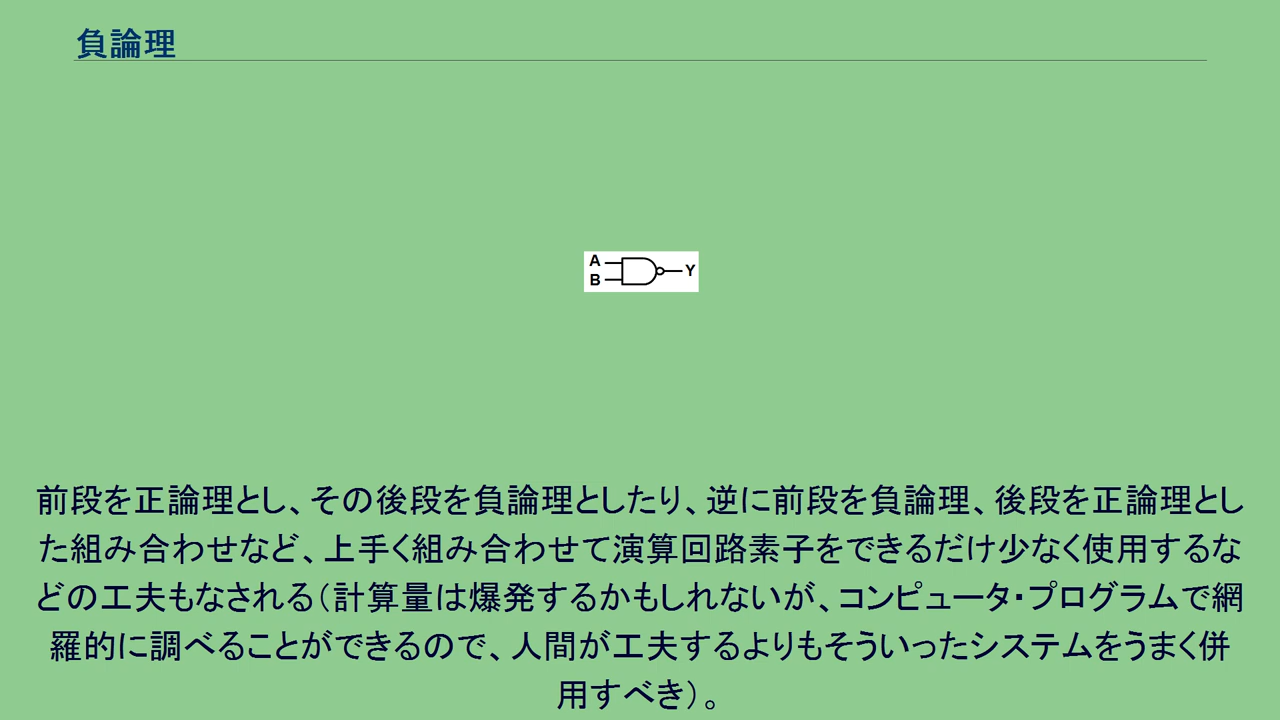 負論理
A
B
Y
前段を正論理とし、その後段を負論理としたり、逆に前段を負論理、後段を正論理とし
た組み合わせなど、上手く組み合わせて演算回路素子をできるだけ少なく使用するな
どの工夫もなされる（計算量は爆発するかもしれないが、コンピュータ・プログラムで網
羅的に調べることができるので、人間が工夫するよりもそういったシステムをうまく併
用すべき）。